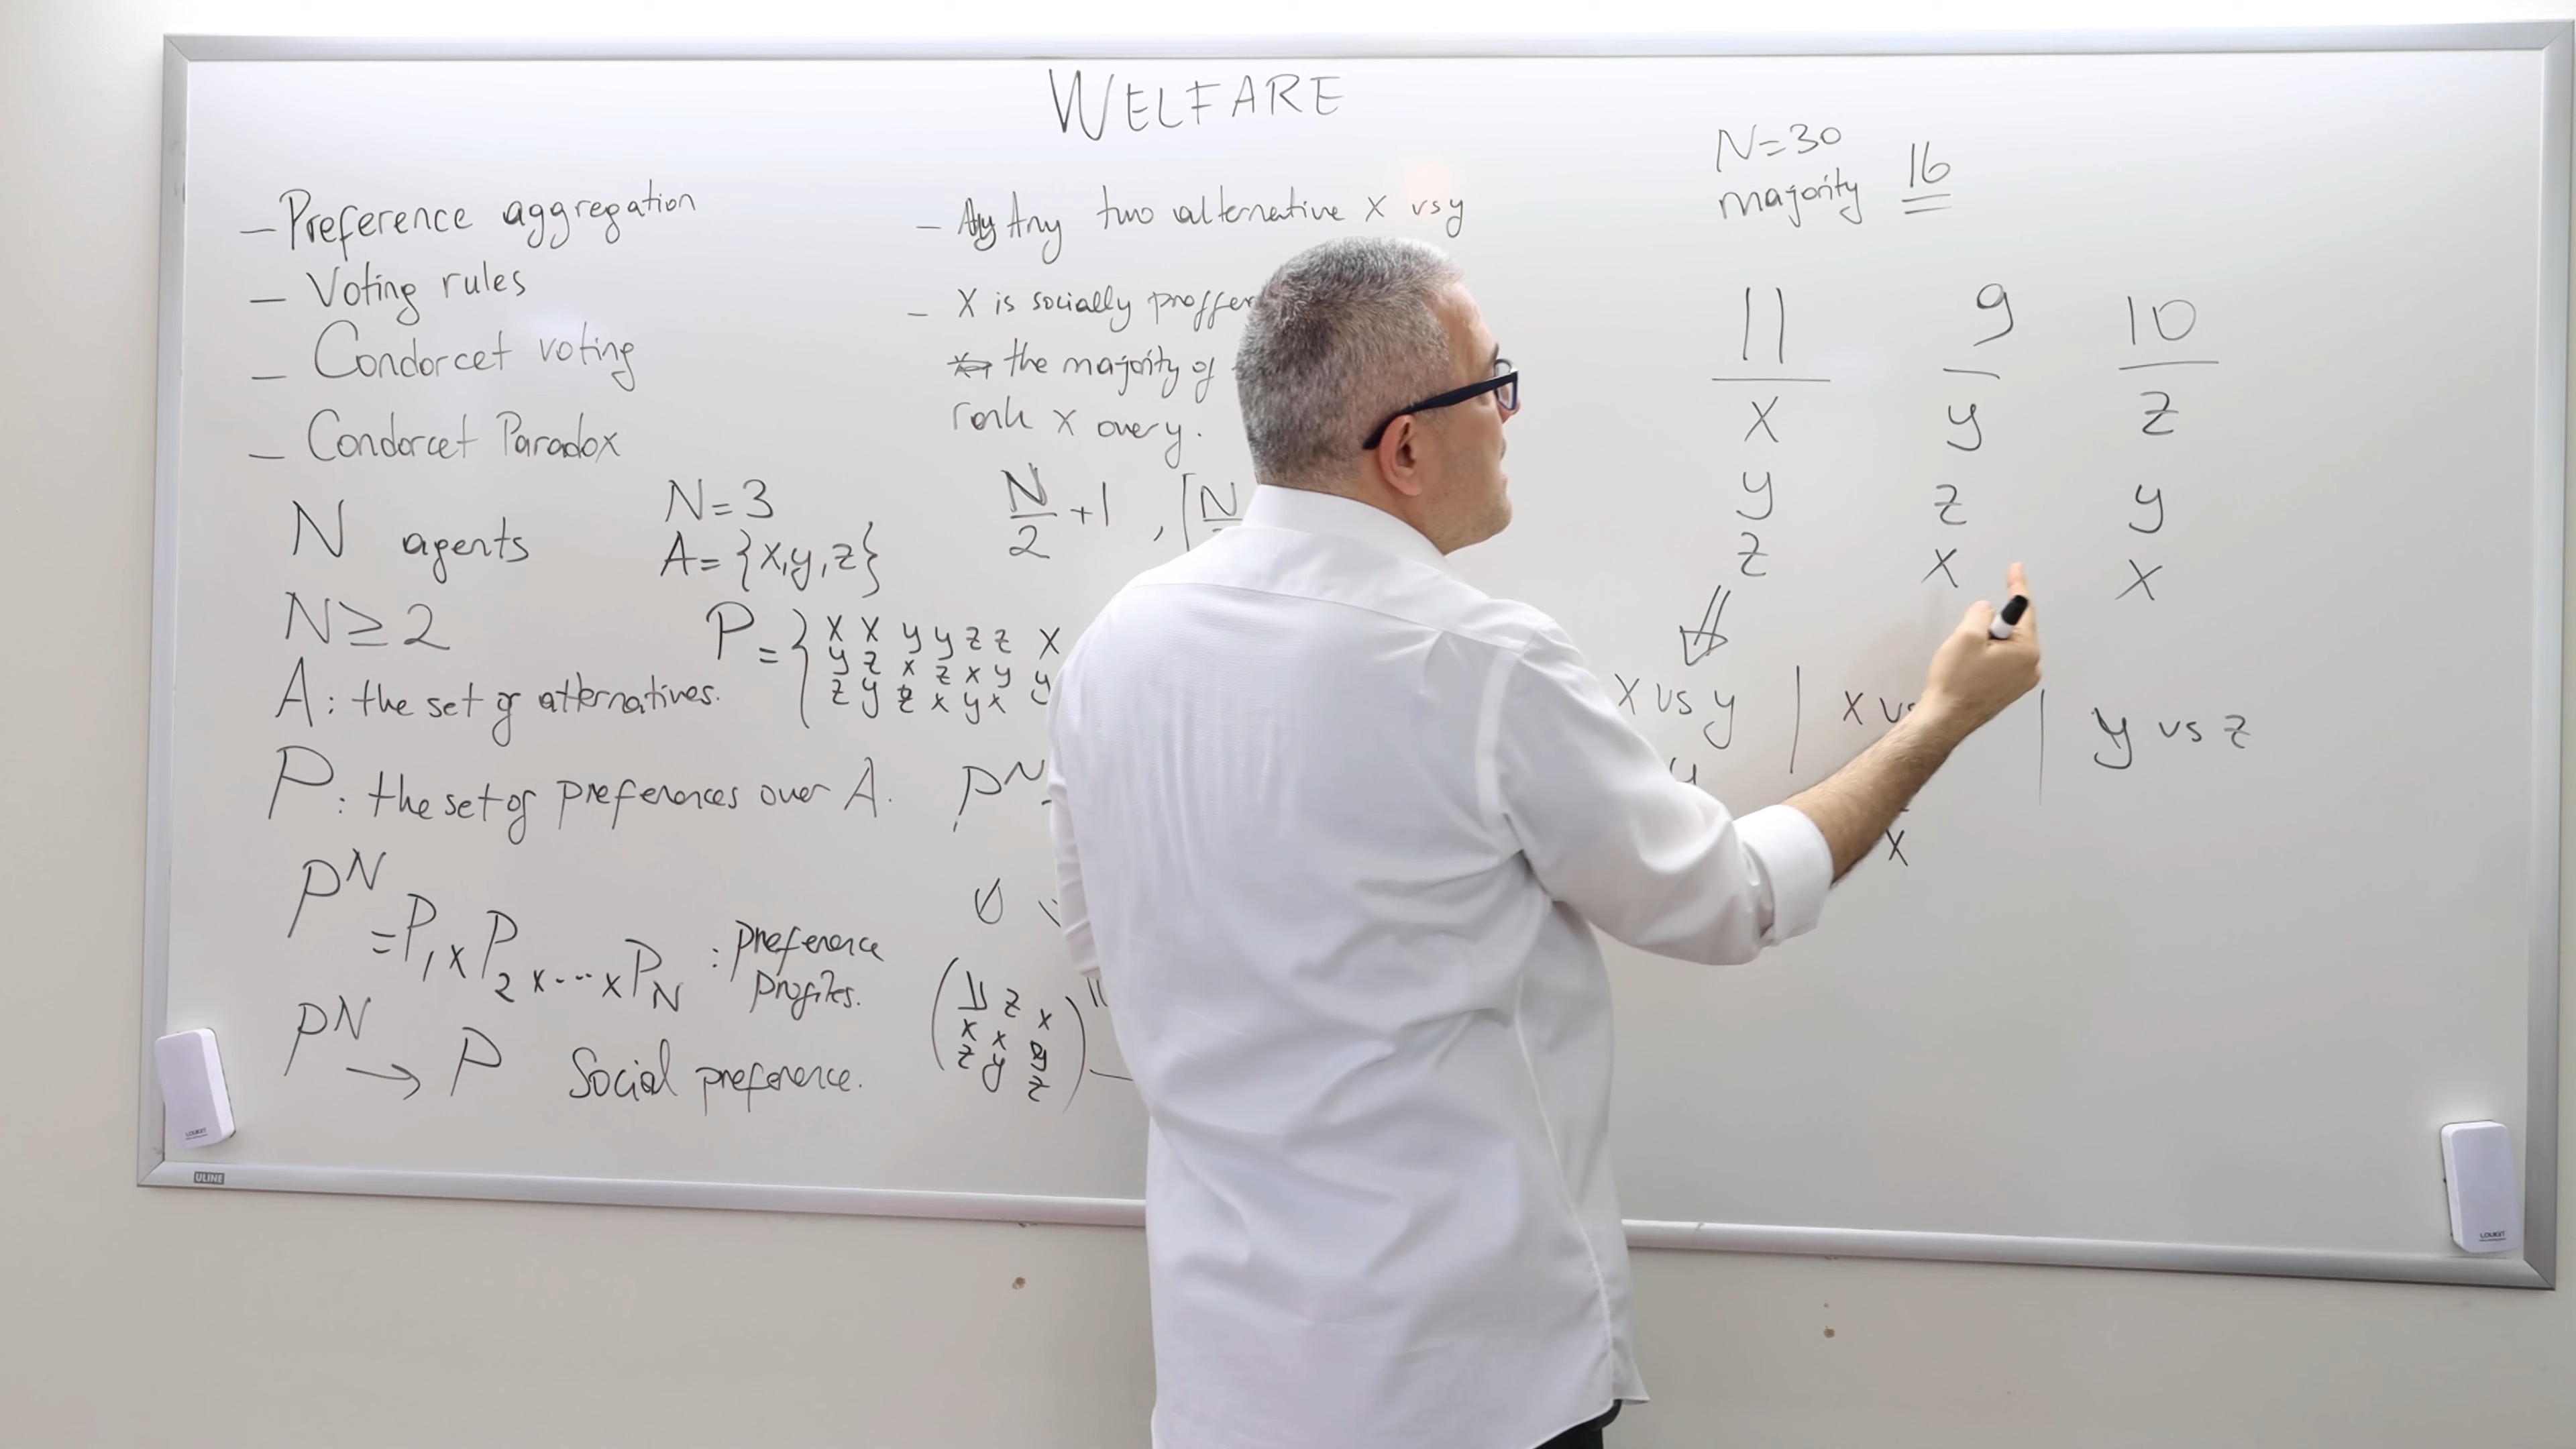 WELFARE
– Preference aggregation
– Voting rules
– Condorcet voting
– Condorcet Paradox
N agents
N ≥ 2
A : the set of alternatives.
P : the set of preferences over A.
P^N
= P₁ x P₂ x ... x P_N : preference
profiles.
P^N → P Social preference.
N = 3
A = {x, y, z}
P = { x x y y z z x
y z x z x y y
z y z x y x y
– Any two alternative x vs y
– X is socially
the majority of
rank x over y.
N/2 + 1 , ⌈N
P^N
( y z x )
x x y
z y z
N=30
majority 16
11 9 10
x y z
y z y
z x x
⇓
x vs y | x vs | y vs z
y
x
ULINE
LOUKIN
LOUKIN